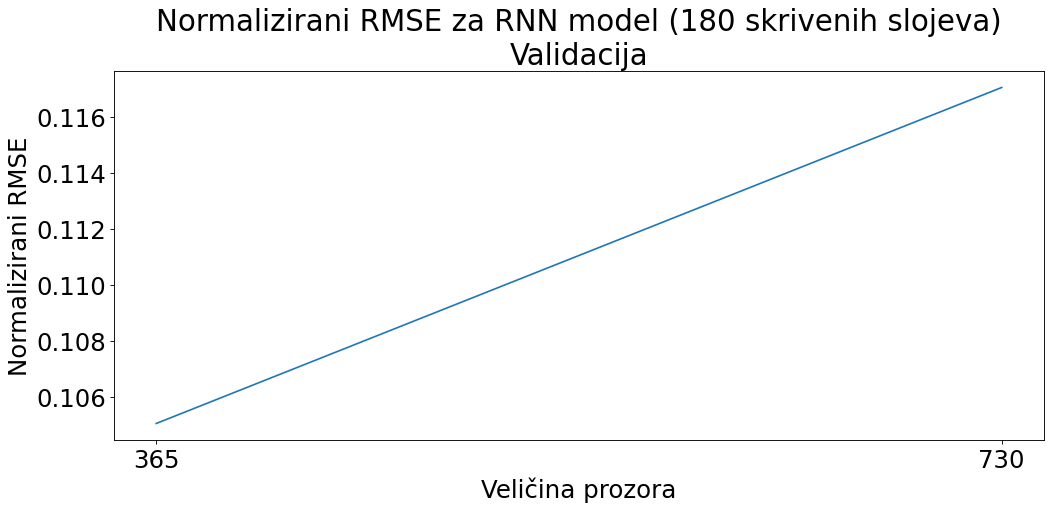 Normalizirani RMSE za RNN model (180 skrivenih slojeva)
Validacija
Normalizirani RMSE
0.116
0.114
0.112
0.110
0.108
0.106
365
730
Veličina prozora